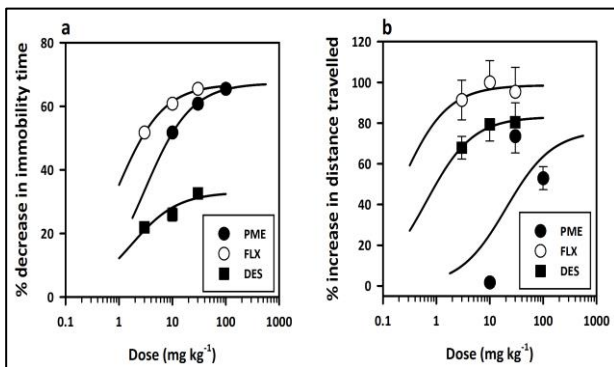 a
% decrease in immobility time
80
60
40
20
0
PME
FLX
DES
0.1 1 10 100 1000
Dose (mg kg-1)
b
% increase in distance travelled
120
100
80
60
40
20
0
PME
FLX
DES
0.1 1 10 100 1000
Dose (mg kg-1)